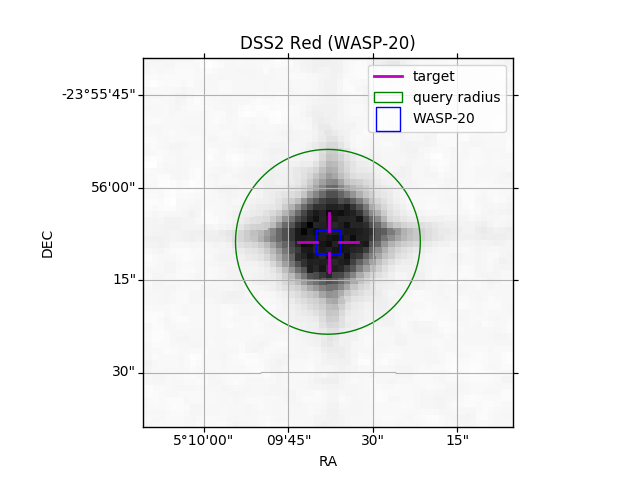 DSS2 Red (WASP-20)
target
query radius
WASP-20
-23°55'45"
56'00"
15"
30"
DEC
5°10'00"
09'45"
30"
15"
RA